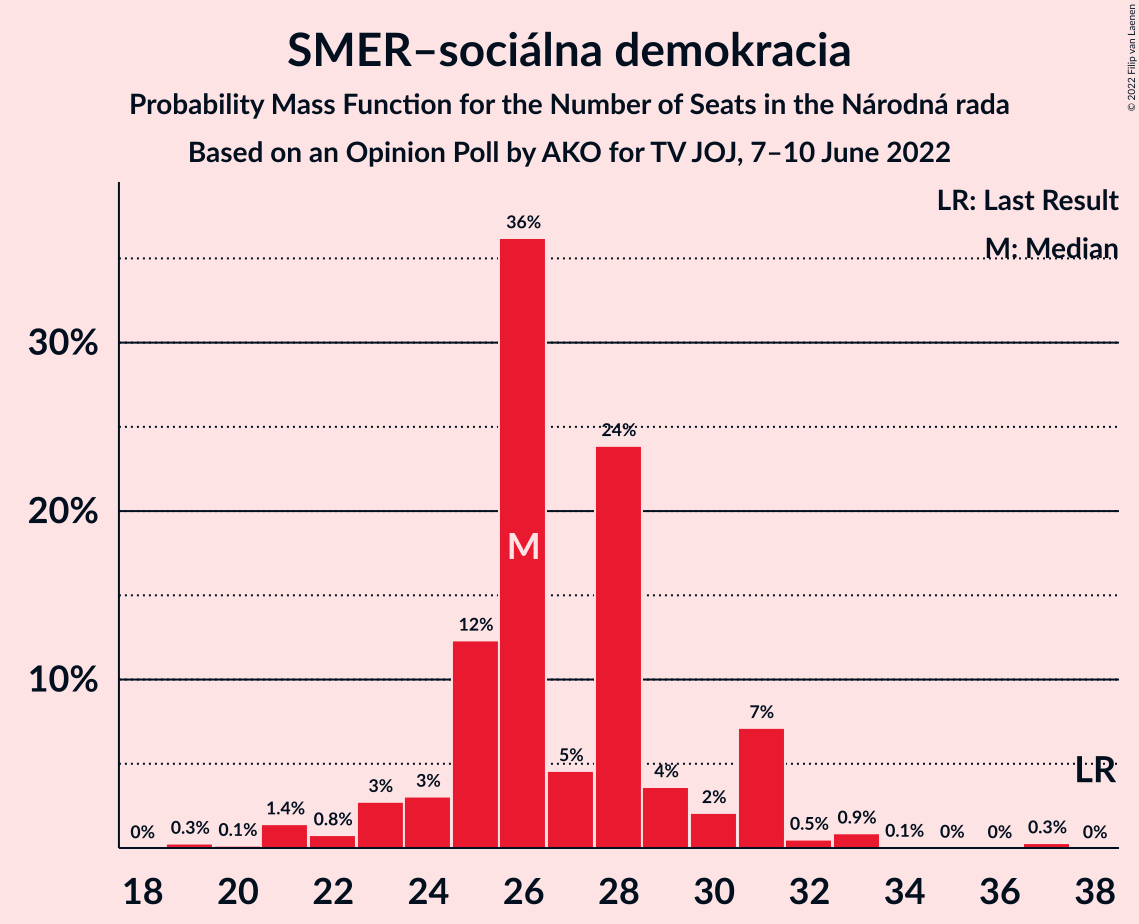 SMER–sociálna demokracia
Probability Mass Function for the Number of Seats in the Národná rada
Based on an Opinion Poll by AKO for TV JOJ, 7–10 June 2022
© 2022 Filip van Laenen
LR: Last Result
M: Median
30%
20%
10%
0%
0.3%
0.1%
1.4%
0.8%
3%
3%
12%
36%
5%
24%
4%
2%
7%
0.5%
0.9%
0.1%
0%
0%
0.3%
0%
M
LR
18 20 22 24 26 28 30 32 34 36 38